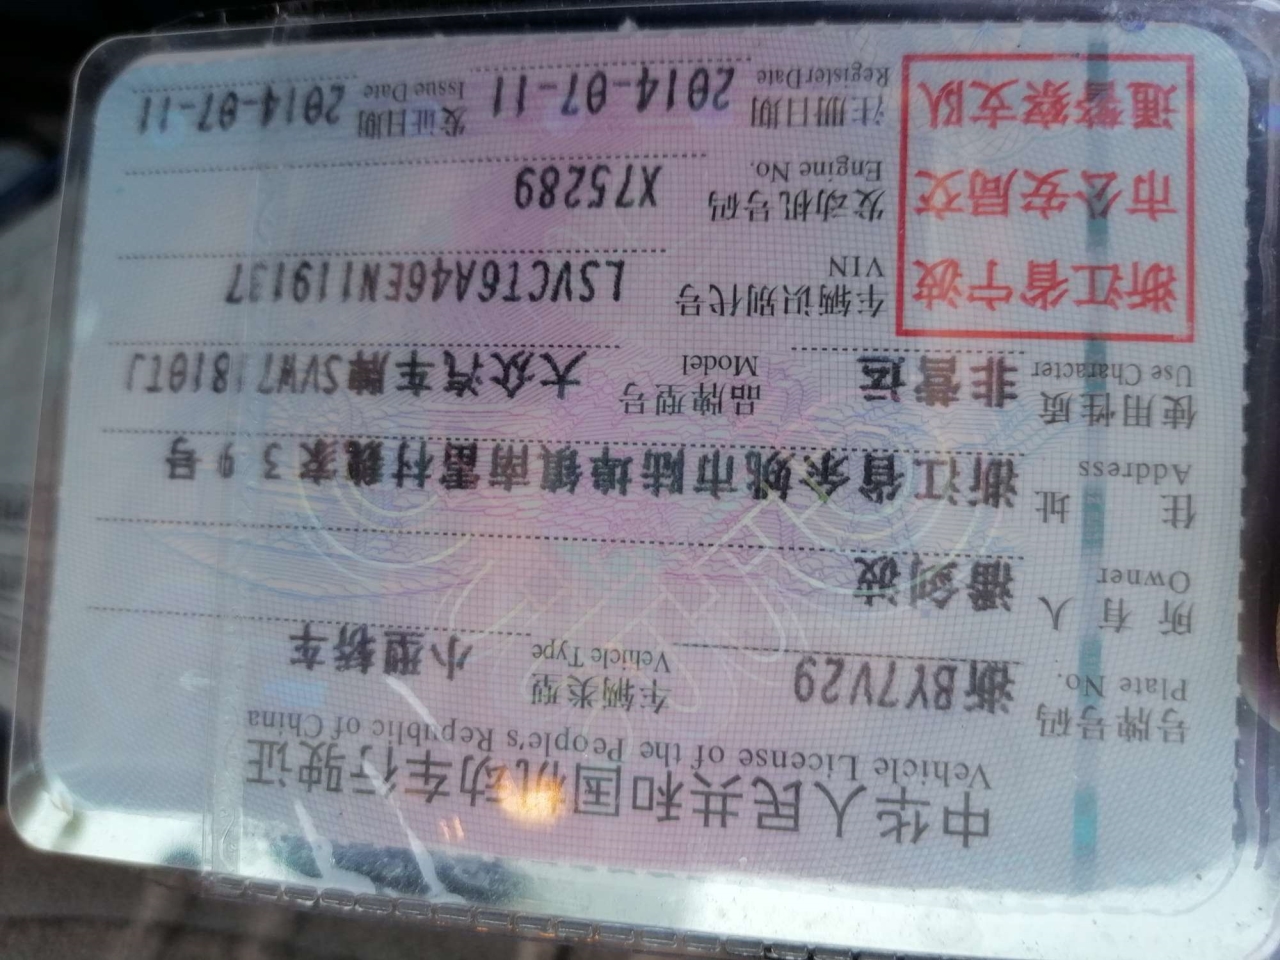 中华人民共和国机动车行驶证
Vehicle License of the People's Republic of China
号牌号码 浙BY7V29 车辆类型 小型轿车
Plate No. Vehicle Type
所有人 潘剑波
Owner
住址 浙江省余姚市陆埠镇南雷村魏家39号
Address
使用性质 非营运 品牌型号 大众汽车牌SVW71810TJ
Use Character Model
浙江省宁波
市公安局交
通警察支队
车辆识别代号 LSVCT6A46EN119137
VIN
发动机号码 X75289
Engine No.
注册日期 2014-07-11 发证日期 2014-07-11
Register Date Issue Date